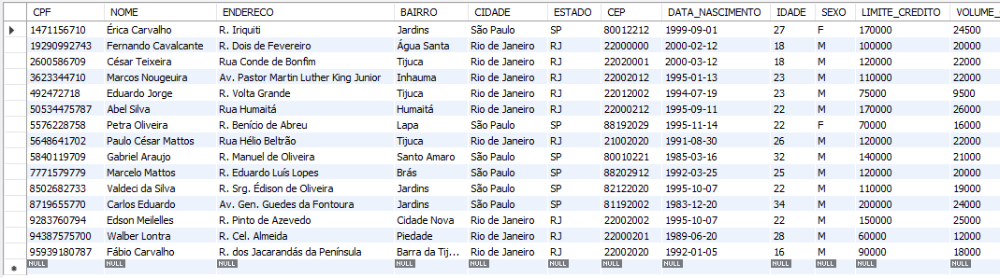 CPF NOME ENDERECO BAIRRO CIDADE ESTADO CEP DATA_NASCIMENTO IDADE SEXO LIMITE_CREDITO VOLUME_
1471156710 Érica Carvalho R. Iriquiti Jardins São Paulo SP 80012212 1999-09-01 27 F 170000 24500
19290992743 Fernando Cavalcante R. Dois de Fevereiro Água Santa Rio de Janeiro RJ 22000000 2000-02-12 18 M 100000 20000
2600586709 César Teixeira Rua Conde de Bonfim Tijuca Rio de Janeiro RJ 22020001 2000-03-12 18 M 120000 22000
3623344710 Marcos Nougeuira Av. Pastor Martin Luther King Junior Inhauma Rio de Janeiro RJ 22002012 1995-01-13 23 M 110000 22000
492472718 Eduardo Jorge R. Volta Grande Tijuca Rio de Janeiro RJ 22012002 1994-07-19 23 M 75000 9500
50534475787 Abel Silva Rua Humaitá Humaitá Rio de Janeiro RJ 22000212 1995-09-11 22 M 170000 26000
5576228758 Petra Oliveira R. Benício de Abreu Lapa São Paulo SP 88192029 1995-11-14 22 F 70000 16000
5648641702 Paulo César Mattos Rua Hélio Beltrão Tijuca Rio de Janeiro RJ 21002020 1991-08-30 26 M 120000 22000
5840119709 Gabriel Araujo R. Manuel de Oliveira Santo Amaro São Paulo SP 80010221 1985-03-16 32 M 140000 21000
7771579779 Marcelo Mattos R. Eduardo Luís Lopes Brás São Paulo SP 88202912 1992-03-25 25 M 120000 20000
8502682733 Valdeci da Silva R. Srg. Édison de Oliveira Jardins São Paulo SP 82122020 1995-10-07 22 M 110000 19000
8719655770 Carlos Eduardo Av. Gen. Guedes da Fontoura Jardins São Paulo SP 81192002 1983-12-20 34 M 200000 24000
9283760794 Edson Meilelles R. Pinto de Azevedo Cidade Nova Rio de Janeiro RJ 22002002 1995-10-07 22 M 150000 25000
94387575700 Walber Lontra R. Cel. Almeida Piedade Rio de Janeiro RJ 22000201 1989-06-20 28 M 60000 12000
95939180787 Fábio Carvalho R. dos Jacarandás da Península Barra da Tij... Rio de Janeiro RJ 22002020 1992-01-05 16 M 90000 18000
NULL NULL NULL NULL NULL NULL NULL NULL NULL NULL NULL NULL